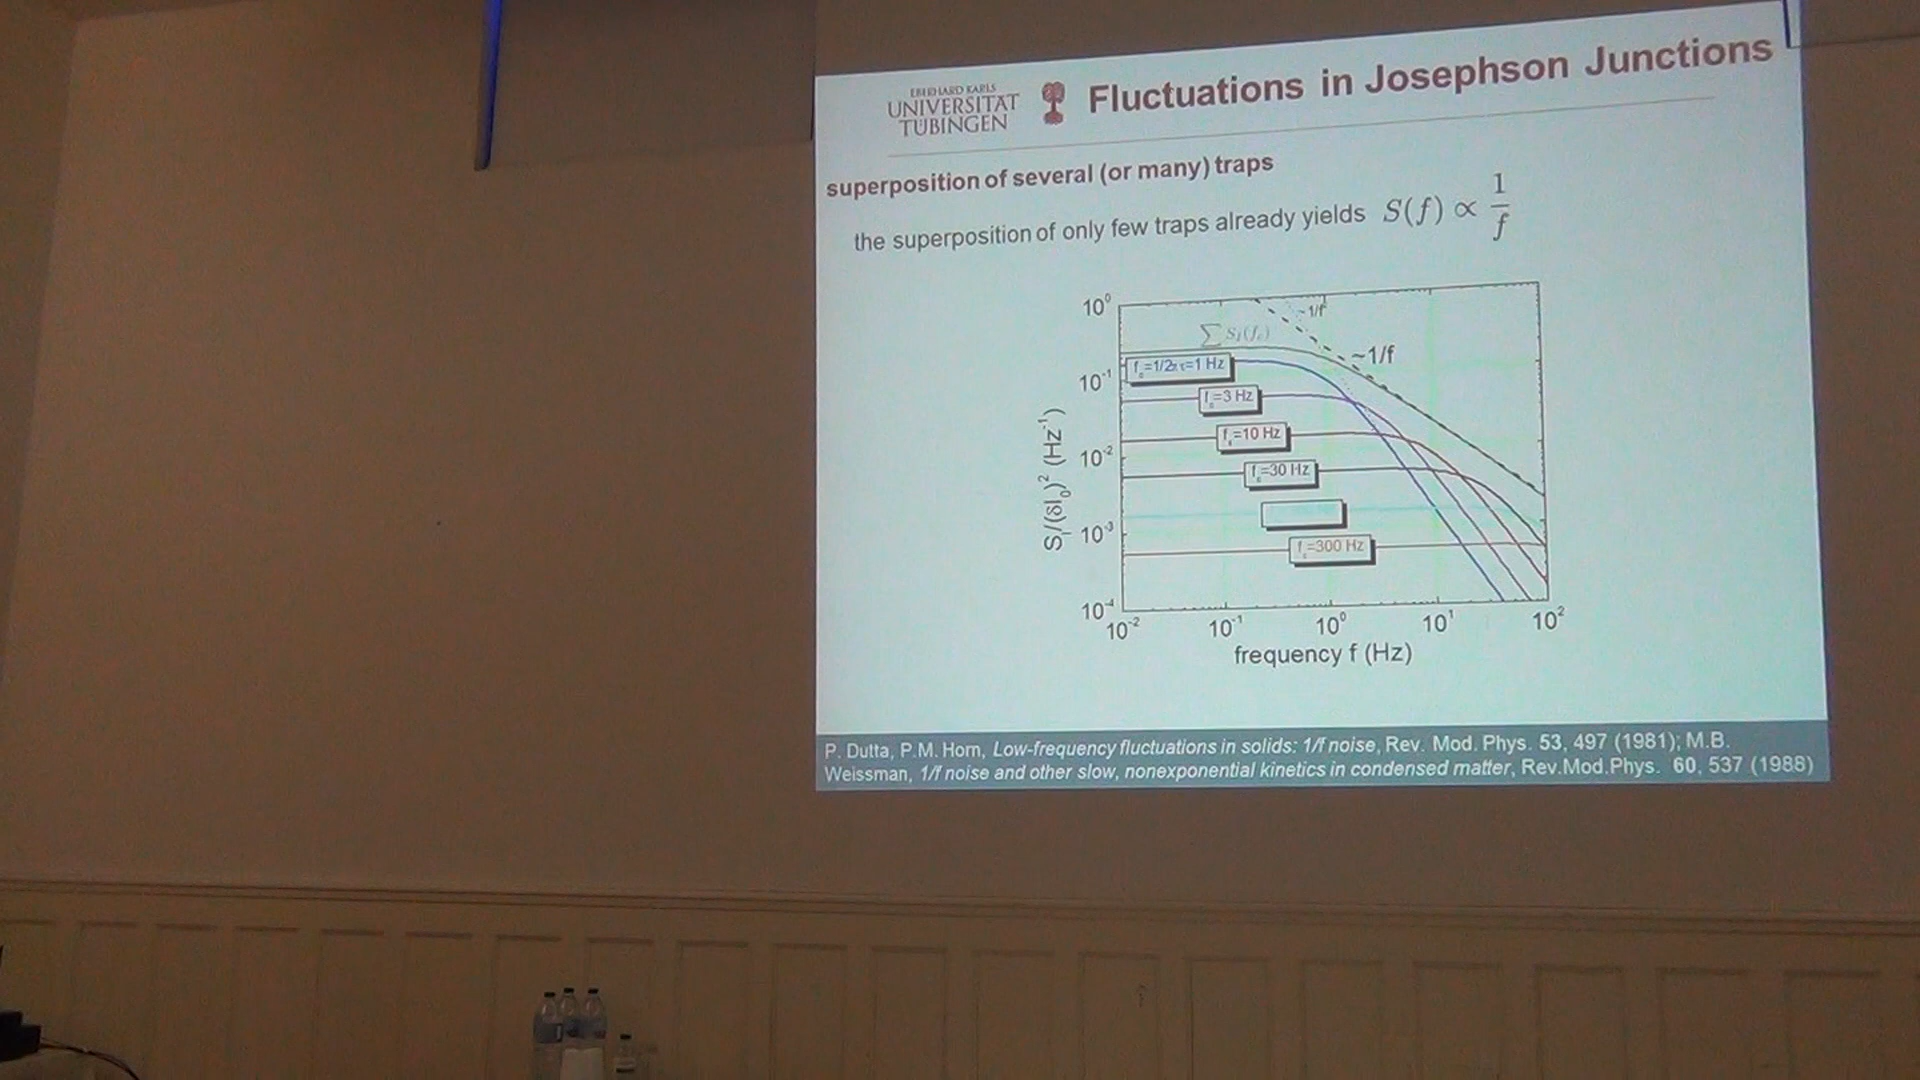 EBERHARD KARLS
UNIVERSITÄT
TÜBINGEN
Fluctuations in Josephson Junctions
superposition of several (or many) traps
the superposition of only few traps already yields S(f) ∝ 1/f
10⁰
10⁻¹
10⁻²
10⁻³
10⁻⁴
S_I/(δI₀)² (Hz⁻¹)
~1/f
~1/f
f_c=1/2πτ=1 Hz
f_c=3 Hz
f_c=10 Hz
f_c=30 Hz
f_c=300 Hz
10⁻² 10⁻¹ 10⁰ 10¹ 10²
frequency f (Hz)
P. Dutta, P.M. Horn, Low-frequency fluctuations in solids: 1/f noise, Rev. Mod. Phys. 53, 497 (1981); M.B.
Weissman, 1/f noise and other slow, nonexponential kinetics in condensed matter, Rev.Mod.Phys. 60, 537 (1988)